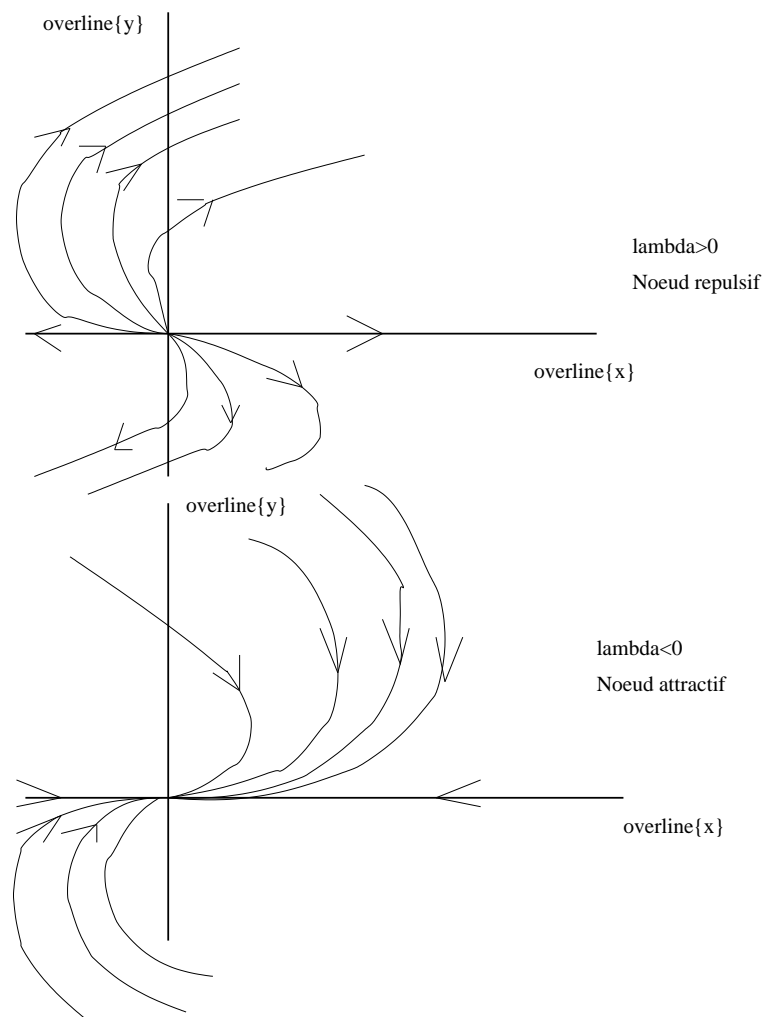 overline{y}
lambda>0
Noeud repulsif
overline{x}
overline{y}
lambda<0
Noeud attractif
overline{x}